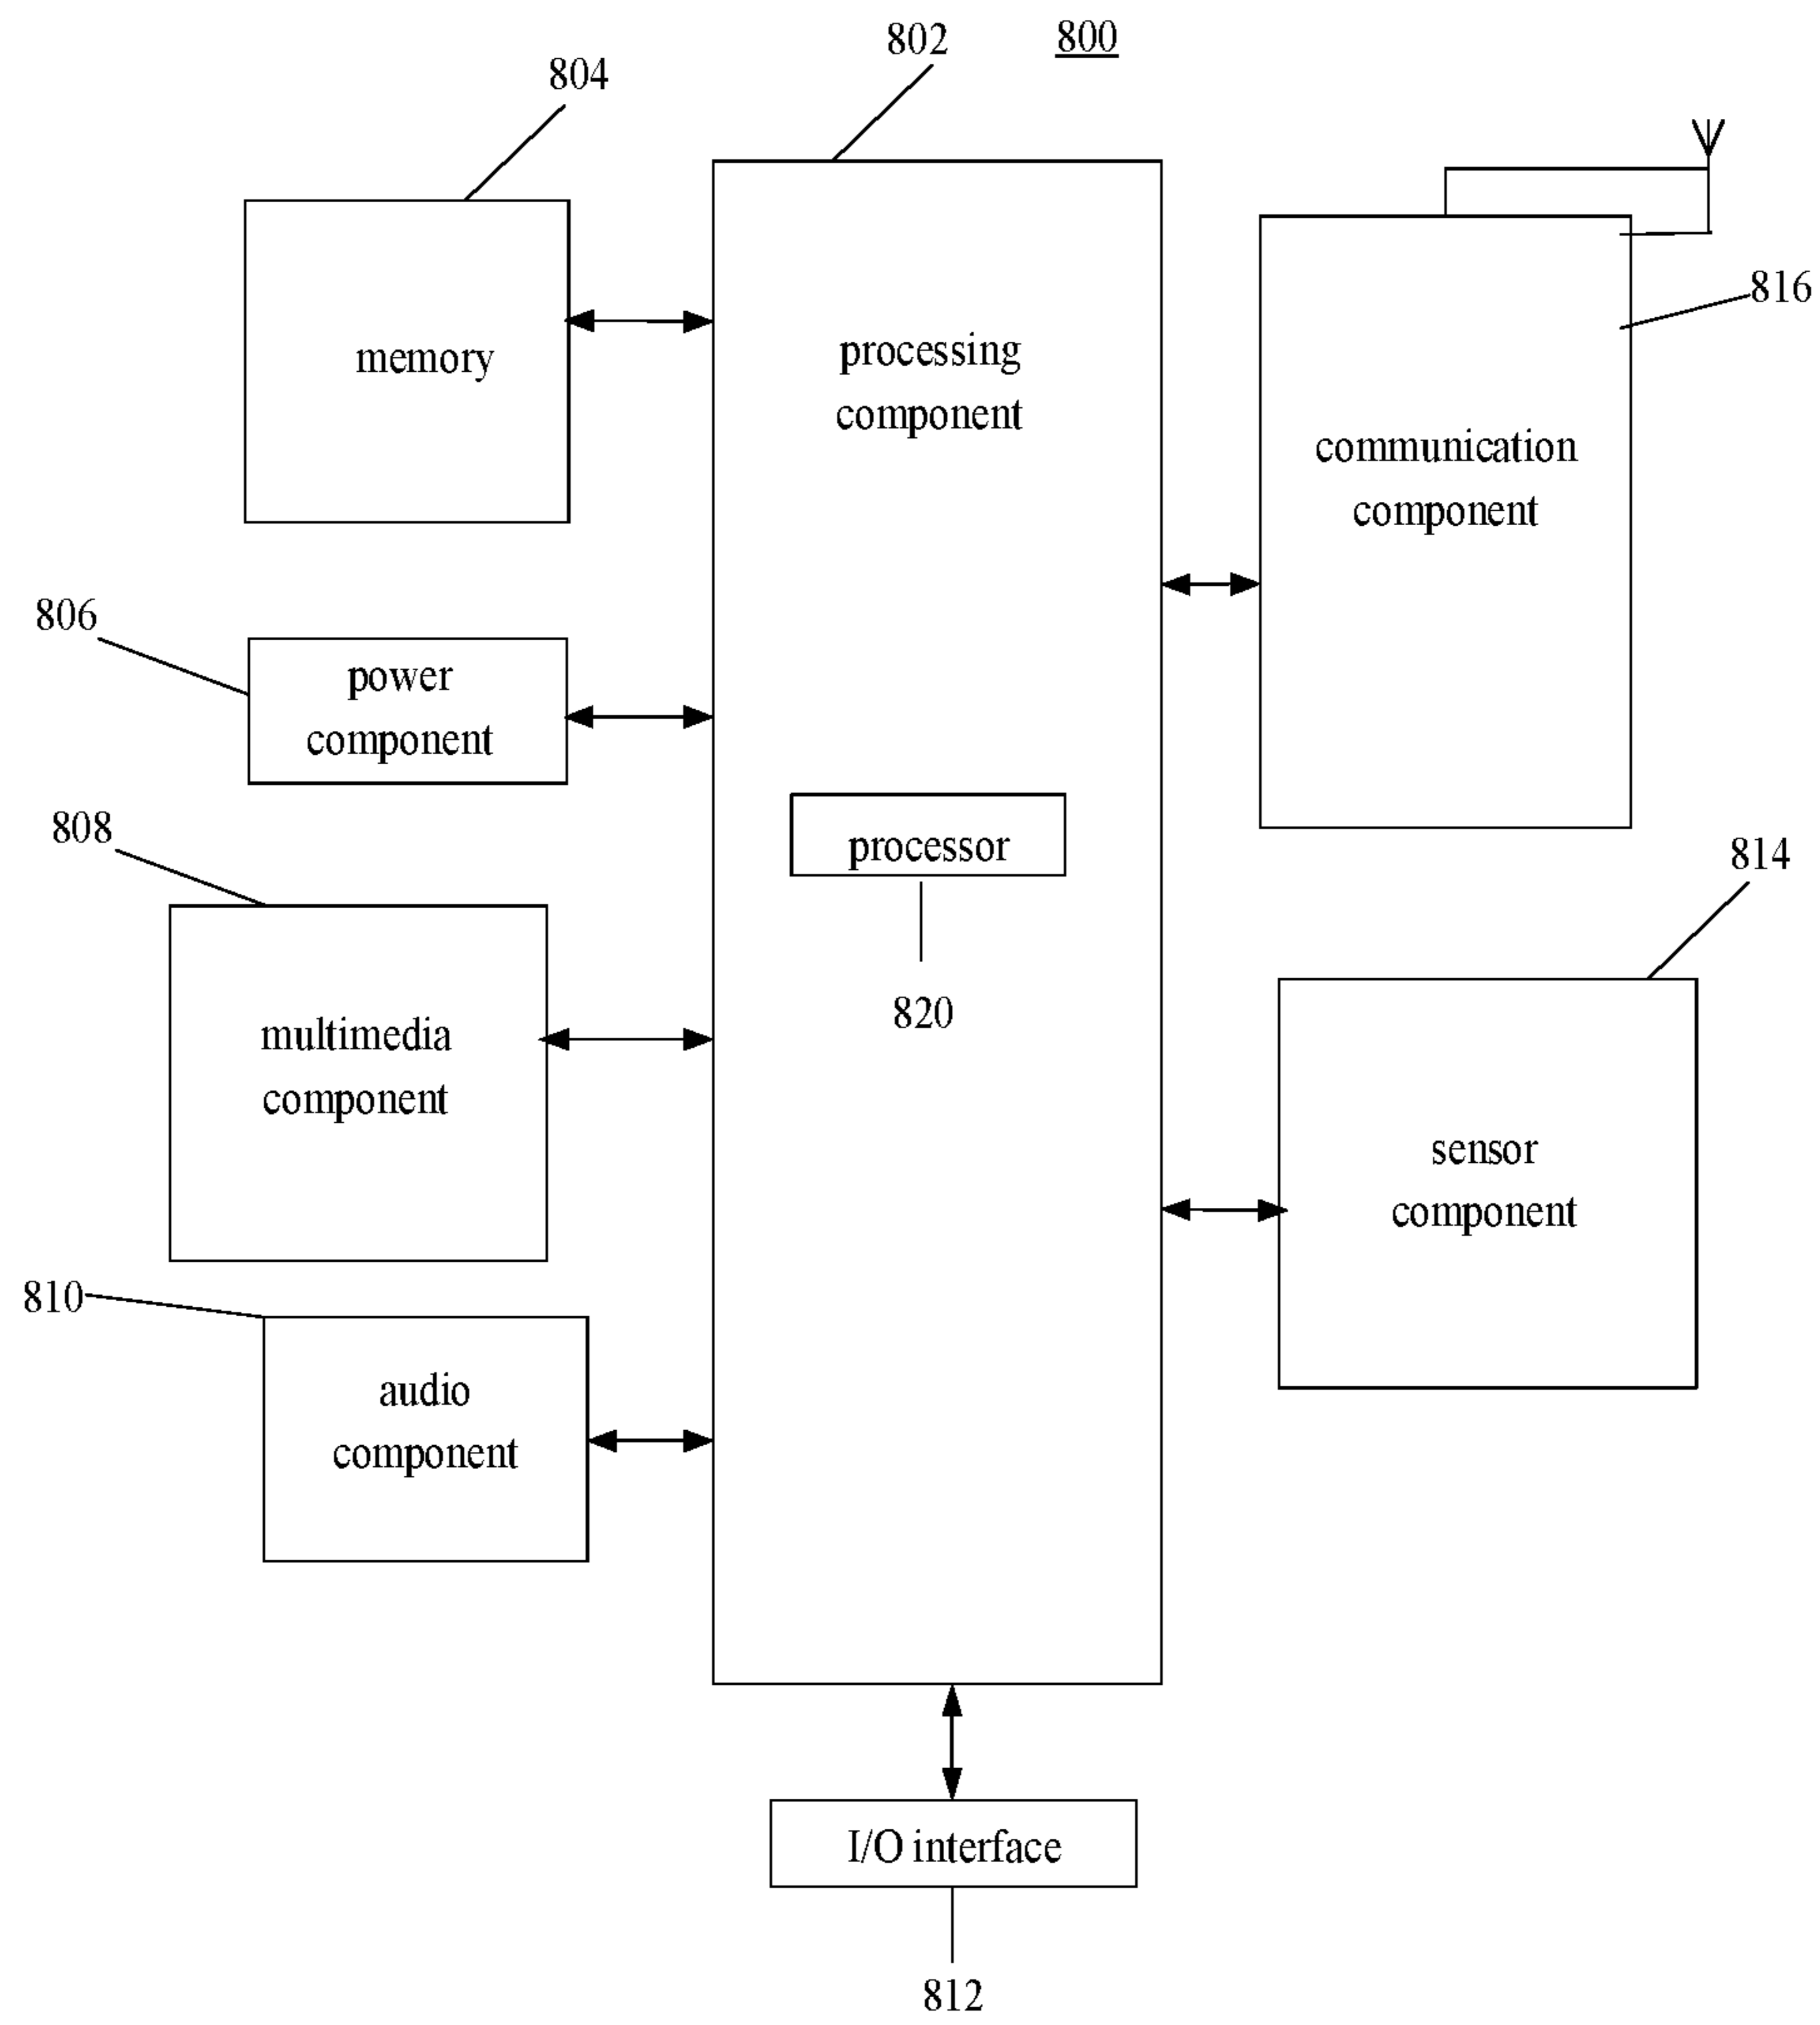 802
800
804
816
memory
processing
component
communication
component
806
power
component
808
processor
814
820
multimedia
component
sensor
component
810
audio
component
I/O interface
812